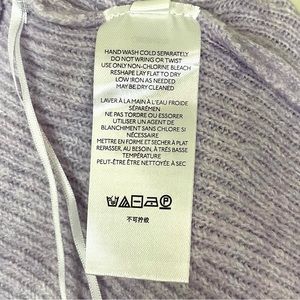 HAND WASH COLD SEPARATELY
DO NOT WRING OR TWIST
USE ONLY NON-CHLORINE BLEACH
RESHAPE LAY FLAT TO DRY
LOW IRON AS NEEDED
MAY BE DRY CLEANED
LAVER À LA MAIN À L'EAU FROIDE
SÉPARÉMEN
NE PAS TORDRE OU ESSORER
UTILISER UN AGENT DE
BLANCHIMENT SANS CHLORE SI
NÉCESSAIRE
METTRE EN FORME ET SÉCHER À PLAT
REPASSER, AU BESOIN, À TRÈS BASSE
TEMPÉRATURE
PEUT-ÊTRE ÊTRE NETTOYÉE À SEC
不可拧绞